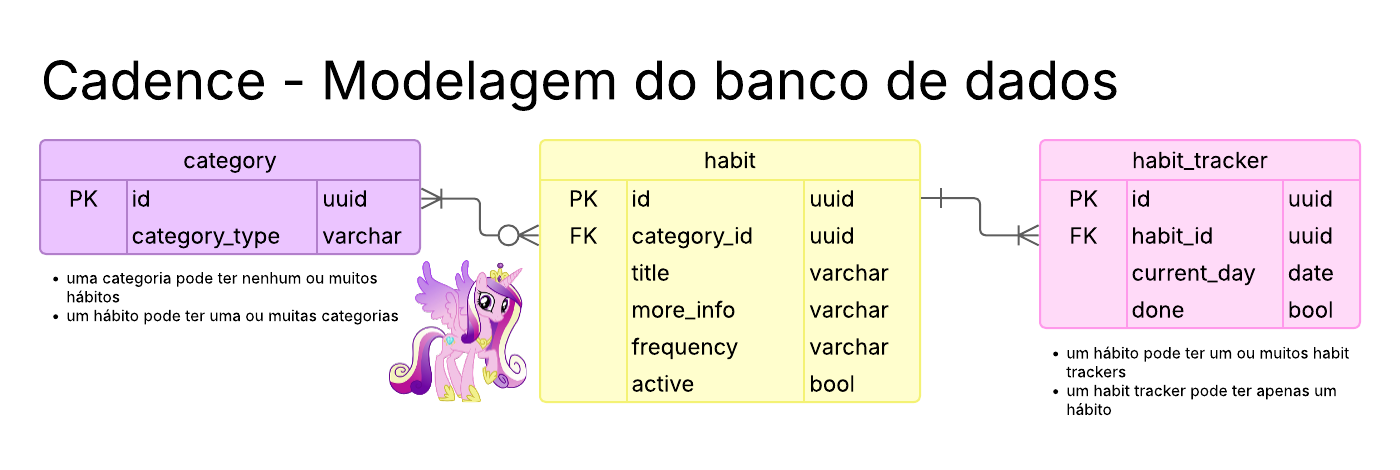 Cadence - Modelagem do banco de dados
category
PK id uuid
category_type varchar
• uma categoria pode ter nenhum ou muitos
hábitos
• um hábito pode ter uma ou muitas categorias
habit
PK id uuid
FK category_id uuid
title varchar
more_info varchar
frequency varchar
active bool
habit_tracker
PK id uuid
FK habit_id uuid
current_day date
done bool
• um hábito pode ter um ou muitos habit
trackers
• um habit tracker pode ter apenas um
hábito